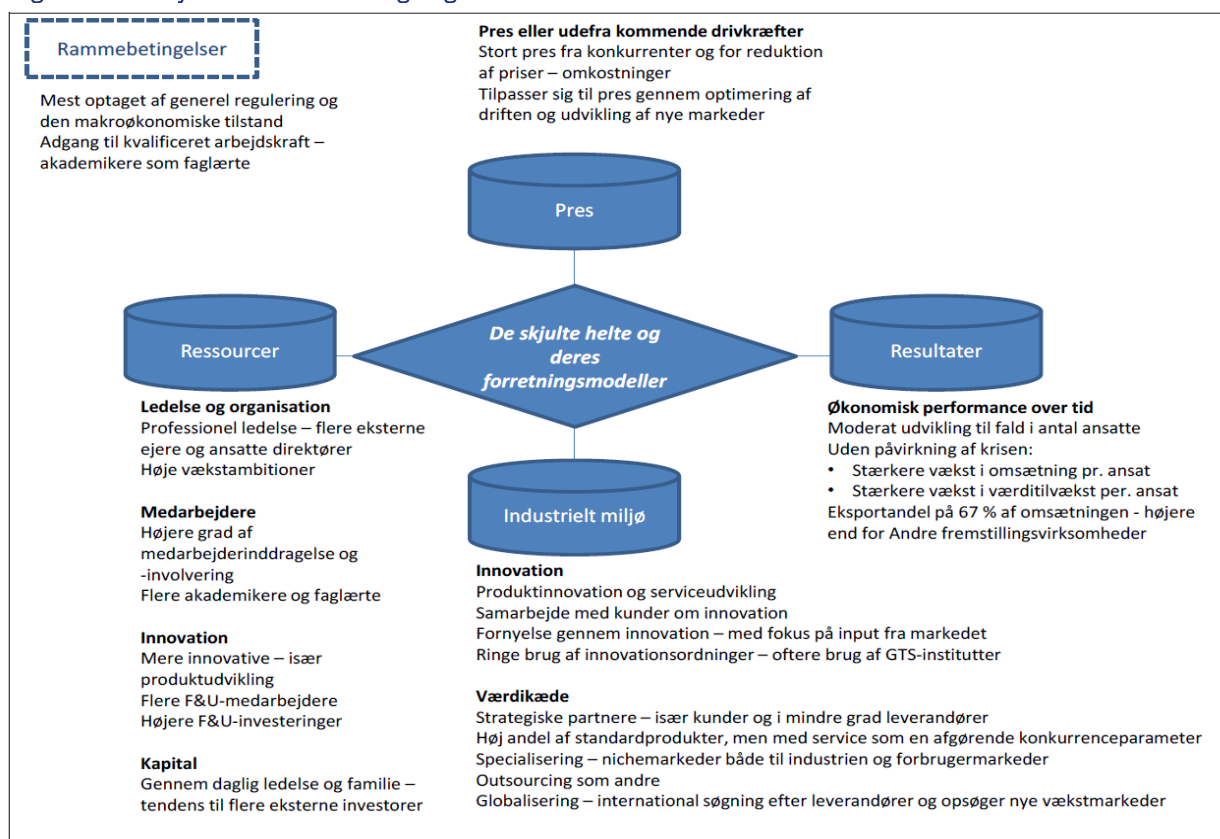 Rammebetingelser
Mest optaget af generel regulering og
den makroøkonomiske tilstand
Adgang til kvalificeret arbejdskraft –
akademikere som faglærte
Pres eller udefra kommende drivkræfter
Stort pres fra konkurrenter og for reduktion
af priser – omkostninger
Tilpasser sig til pres gennem optimering af
driften og udvikling af nye markeder
Pres
Ressourcer
De skjulte helte og
deres
forretningsmodeller
Resultater
Industrielt miljø
Ledelse og organisation
Professionel ledelse – flere eksterne
ejere og ansatte direktører
Høje vækstambitioner
Medarbejdere
Højere grad af
medarbejderinddragelse og
-involvering
Flere akademikere og faglærte
Innovation
Mere innovative – især
produktudvikling
Flere F&U-medarbejdere
Højere F&U-investeringer
Kapital
Gennem daglig ledelse og familie –
tendens til flere eksterne investorer
Økonomisk performance over tid
Moderat udvikling til fald i antal ansatte
Uden påvirkning af krisen:
• Stærkere vækst i omsætning pr. ansat
• Stærkere vækst i værditilvækst per. ansat
Eksportandel på 67 % af omsætningen - højere
end for Andre fremstillingsvirksomheder
Innovation
Produktinnovation og serviceudvikling
Samarbejde med kunder om innovation
Fornyelse gennem innovation – med fokus på input fra markedet
Ringe brug af innovationsordninger – oftere brug af GTS-institutter
Værdikæde
Strategiske partnere – især kunder og i mindre grad leverandører
Høj andel af standardprodukter, men med service som en afgørende konkurrenceparameter
Specialisering – nichemarkeder både til industrien og forbrugermarkeder
Outsourcing som andre
Globalisering – international søgning efter leverandører og opsøger nye vækstmarkeder